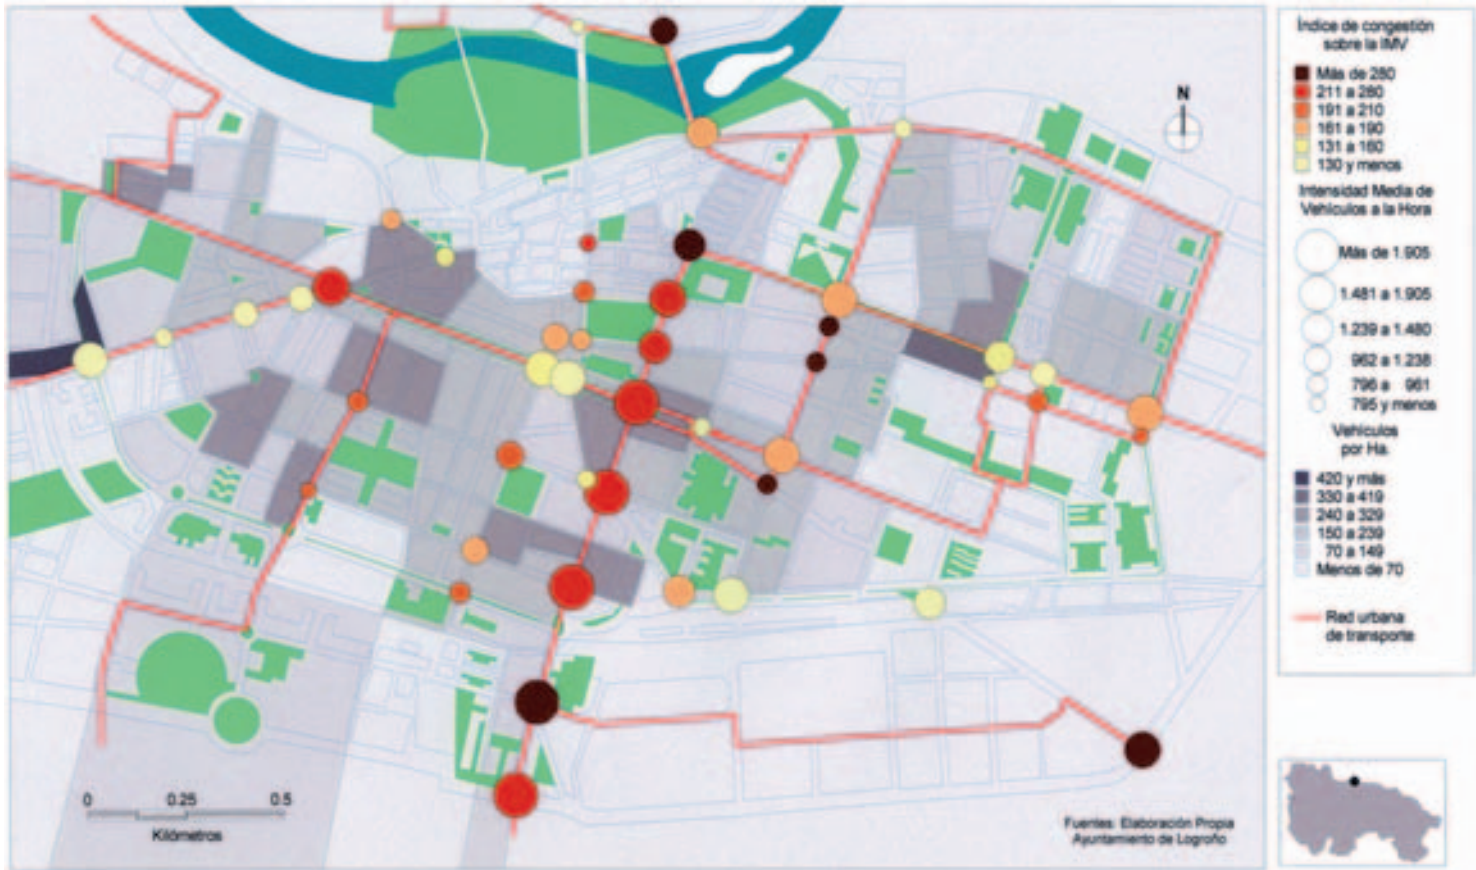 N
0 0.25 0.5
Kilómetros
Fuentes: Elaboración Propia
Ayuntamiento de Logroño
Índice de congestión
sobre la IMV
Más de 280
211 a 280
191 a 210
161 a 190
131 a 160
130 y menos
Intensidad Media de
Vehículos a la Hora
Más de 1.905
1.481 a 1.905
1.239 a 1.480
962 a 1.238
796 a 961
795 y menos
Vehículos
por Ha.
420 y más
330 a 419
240 a 329
150 a 239
70 a 149
Menos de 70
Red urbana
de transporte